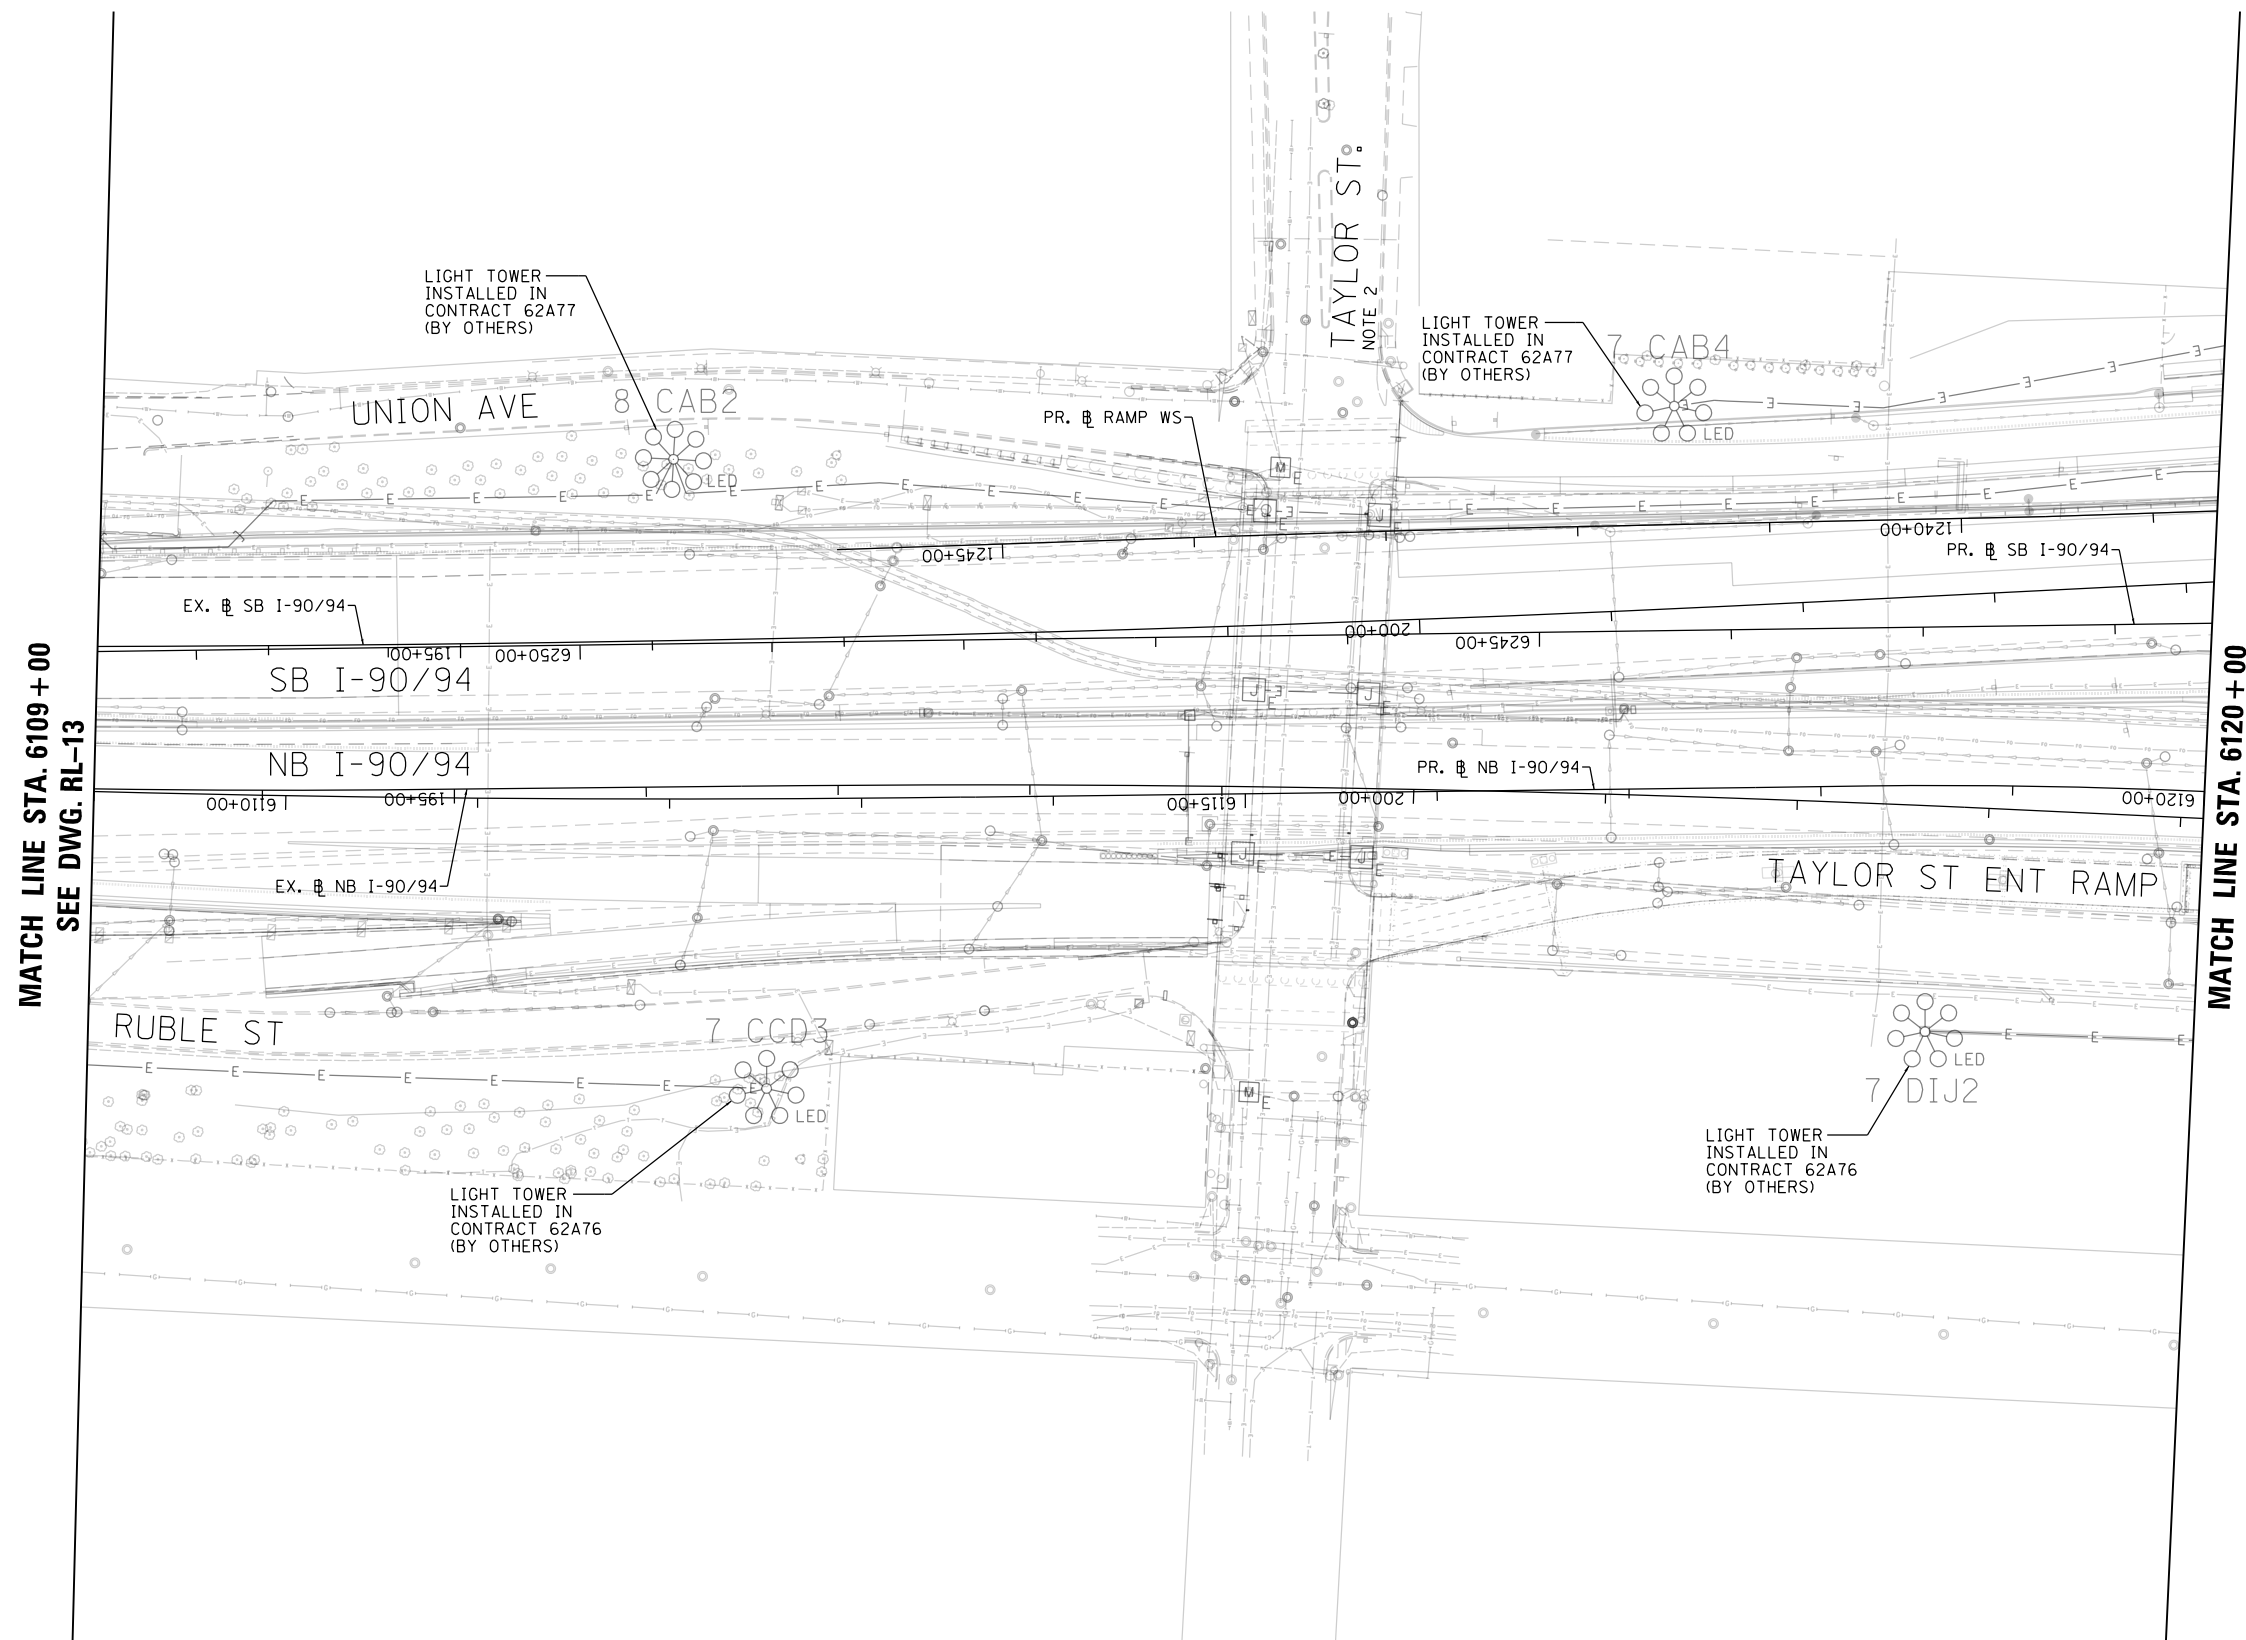 MATCH LINE STA. 6109+00
SEE DWG. RL-13
LIGHT TOWER
INSTALLED IN
CONTRACT 62A77
(BY OTHERS)
UNION AVE
8 CAB2
LED
TAYLOR ST.
NOTE 2
LIGHT TOWER
INSTALLED IN
CONTRACT 62A77
(BY OTHERS)
7 CAB4
LED
PR. ⅊ RAMP WS
1245+00
1240+00
PR. ⅊ SB I-90/94
EX. ⅊ SB I-90/94
195+00
6250+00
200+00
6245+00
SB I-90/94
NB I-90/94
PR. ⅊ NB I-90/94
6110+00
195+00
6115+00
200+00
6120+00
EX. ⅊ NB I-90/94
TAYLOR ST ENT RAMP
RUBLE ST
7 CCD3
LED
LED
7 DIJ2
LIGHT TOWER
INSTALLED IN
CONTRACT 62A76
(BY OTHERS)
LIGHT TOWER
INSTALLED IN
CONTRACT 62A76
(BY OTHERS)
MATCH LINE STA. 6120+00